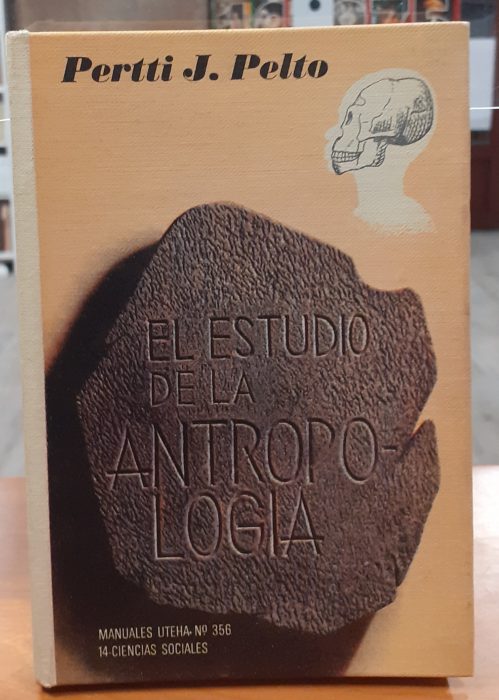 Pertti J. Pelto
EL ESTUDIO
DE LA
ANTROPO-
LOGIA
MANUALES UTEHA, Nº 356
14-CIENCIAS SOCIALES